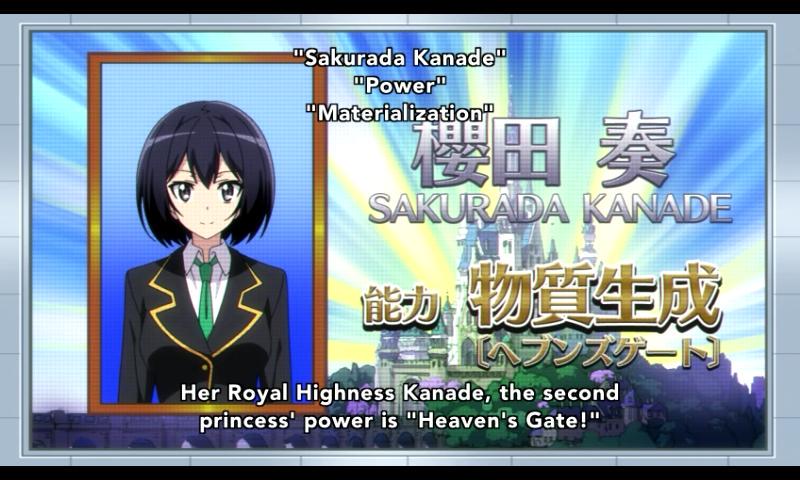 "Sakurada Kanade"
"Power"
"Materialization"
櫻田 奏
SAKURADA KANADE
能力 物質生成
〔ヘブンズゲート〕
Her Royal Highness Kanade, the second
princess' power is "Heaven's Gate!"